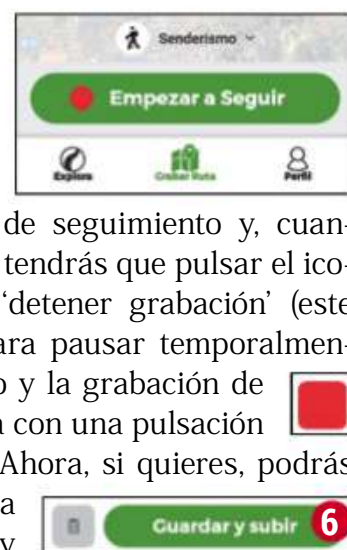 Senderismo
Empezar a Seguir
Explora
Grabar Ruta
Perfil
de seguimiento y, cuan-
tendrás que pulsar el ico-
‘detener grabación’ (este
para pausar temporalmen-
o y la grabación de
a con una pulsación
Ahora, si quieres, podrás
a
y
Guardar y subir 6